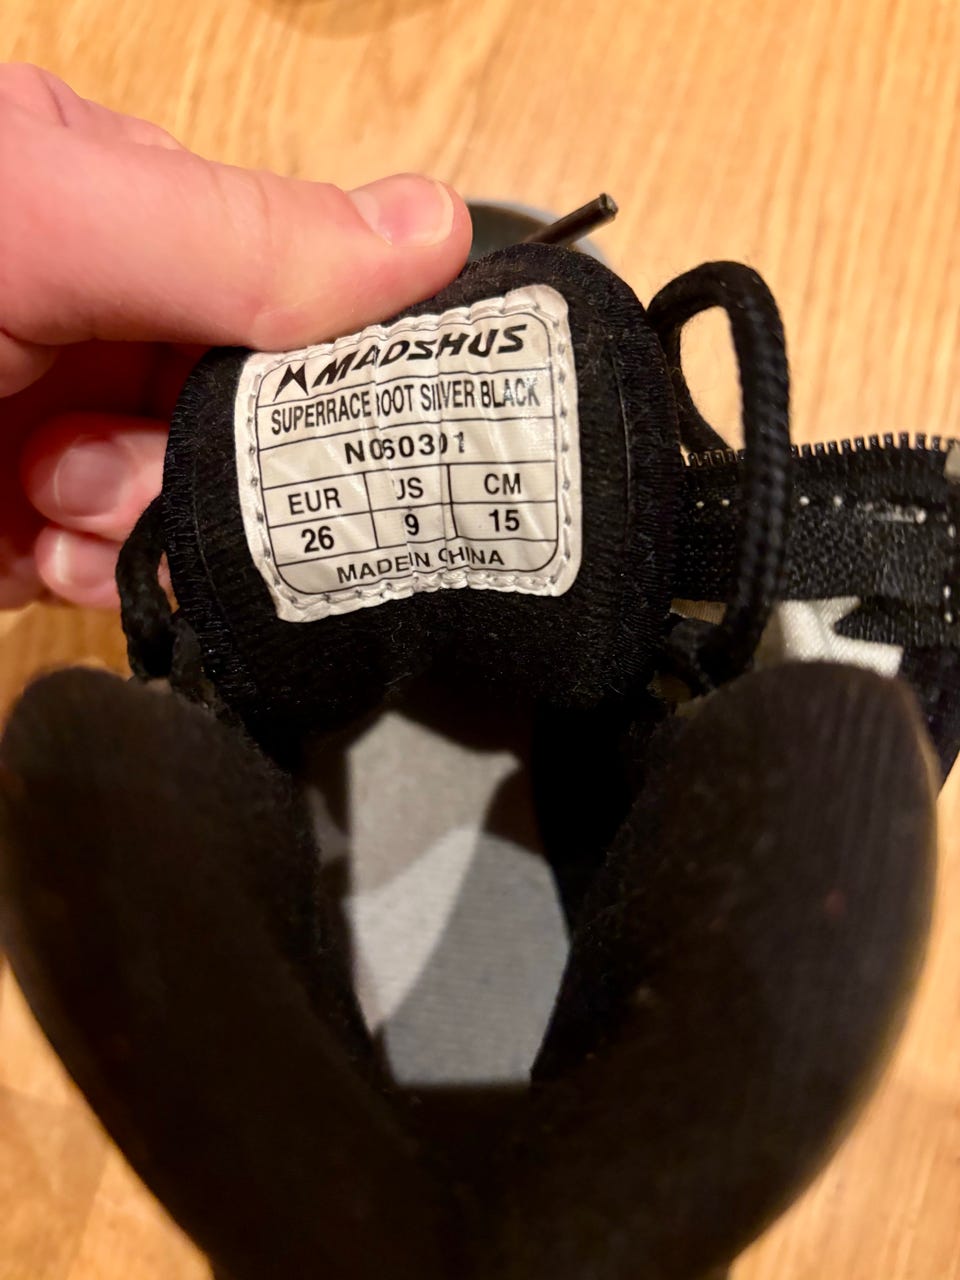 MADSHUS
SUPERRACE BOOT SILVER BLACK
N060301
EUR US CM
26 9 15
MADE IN CHINA